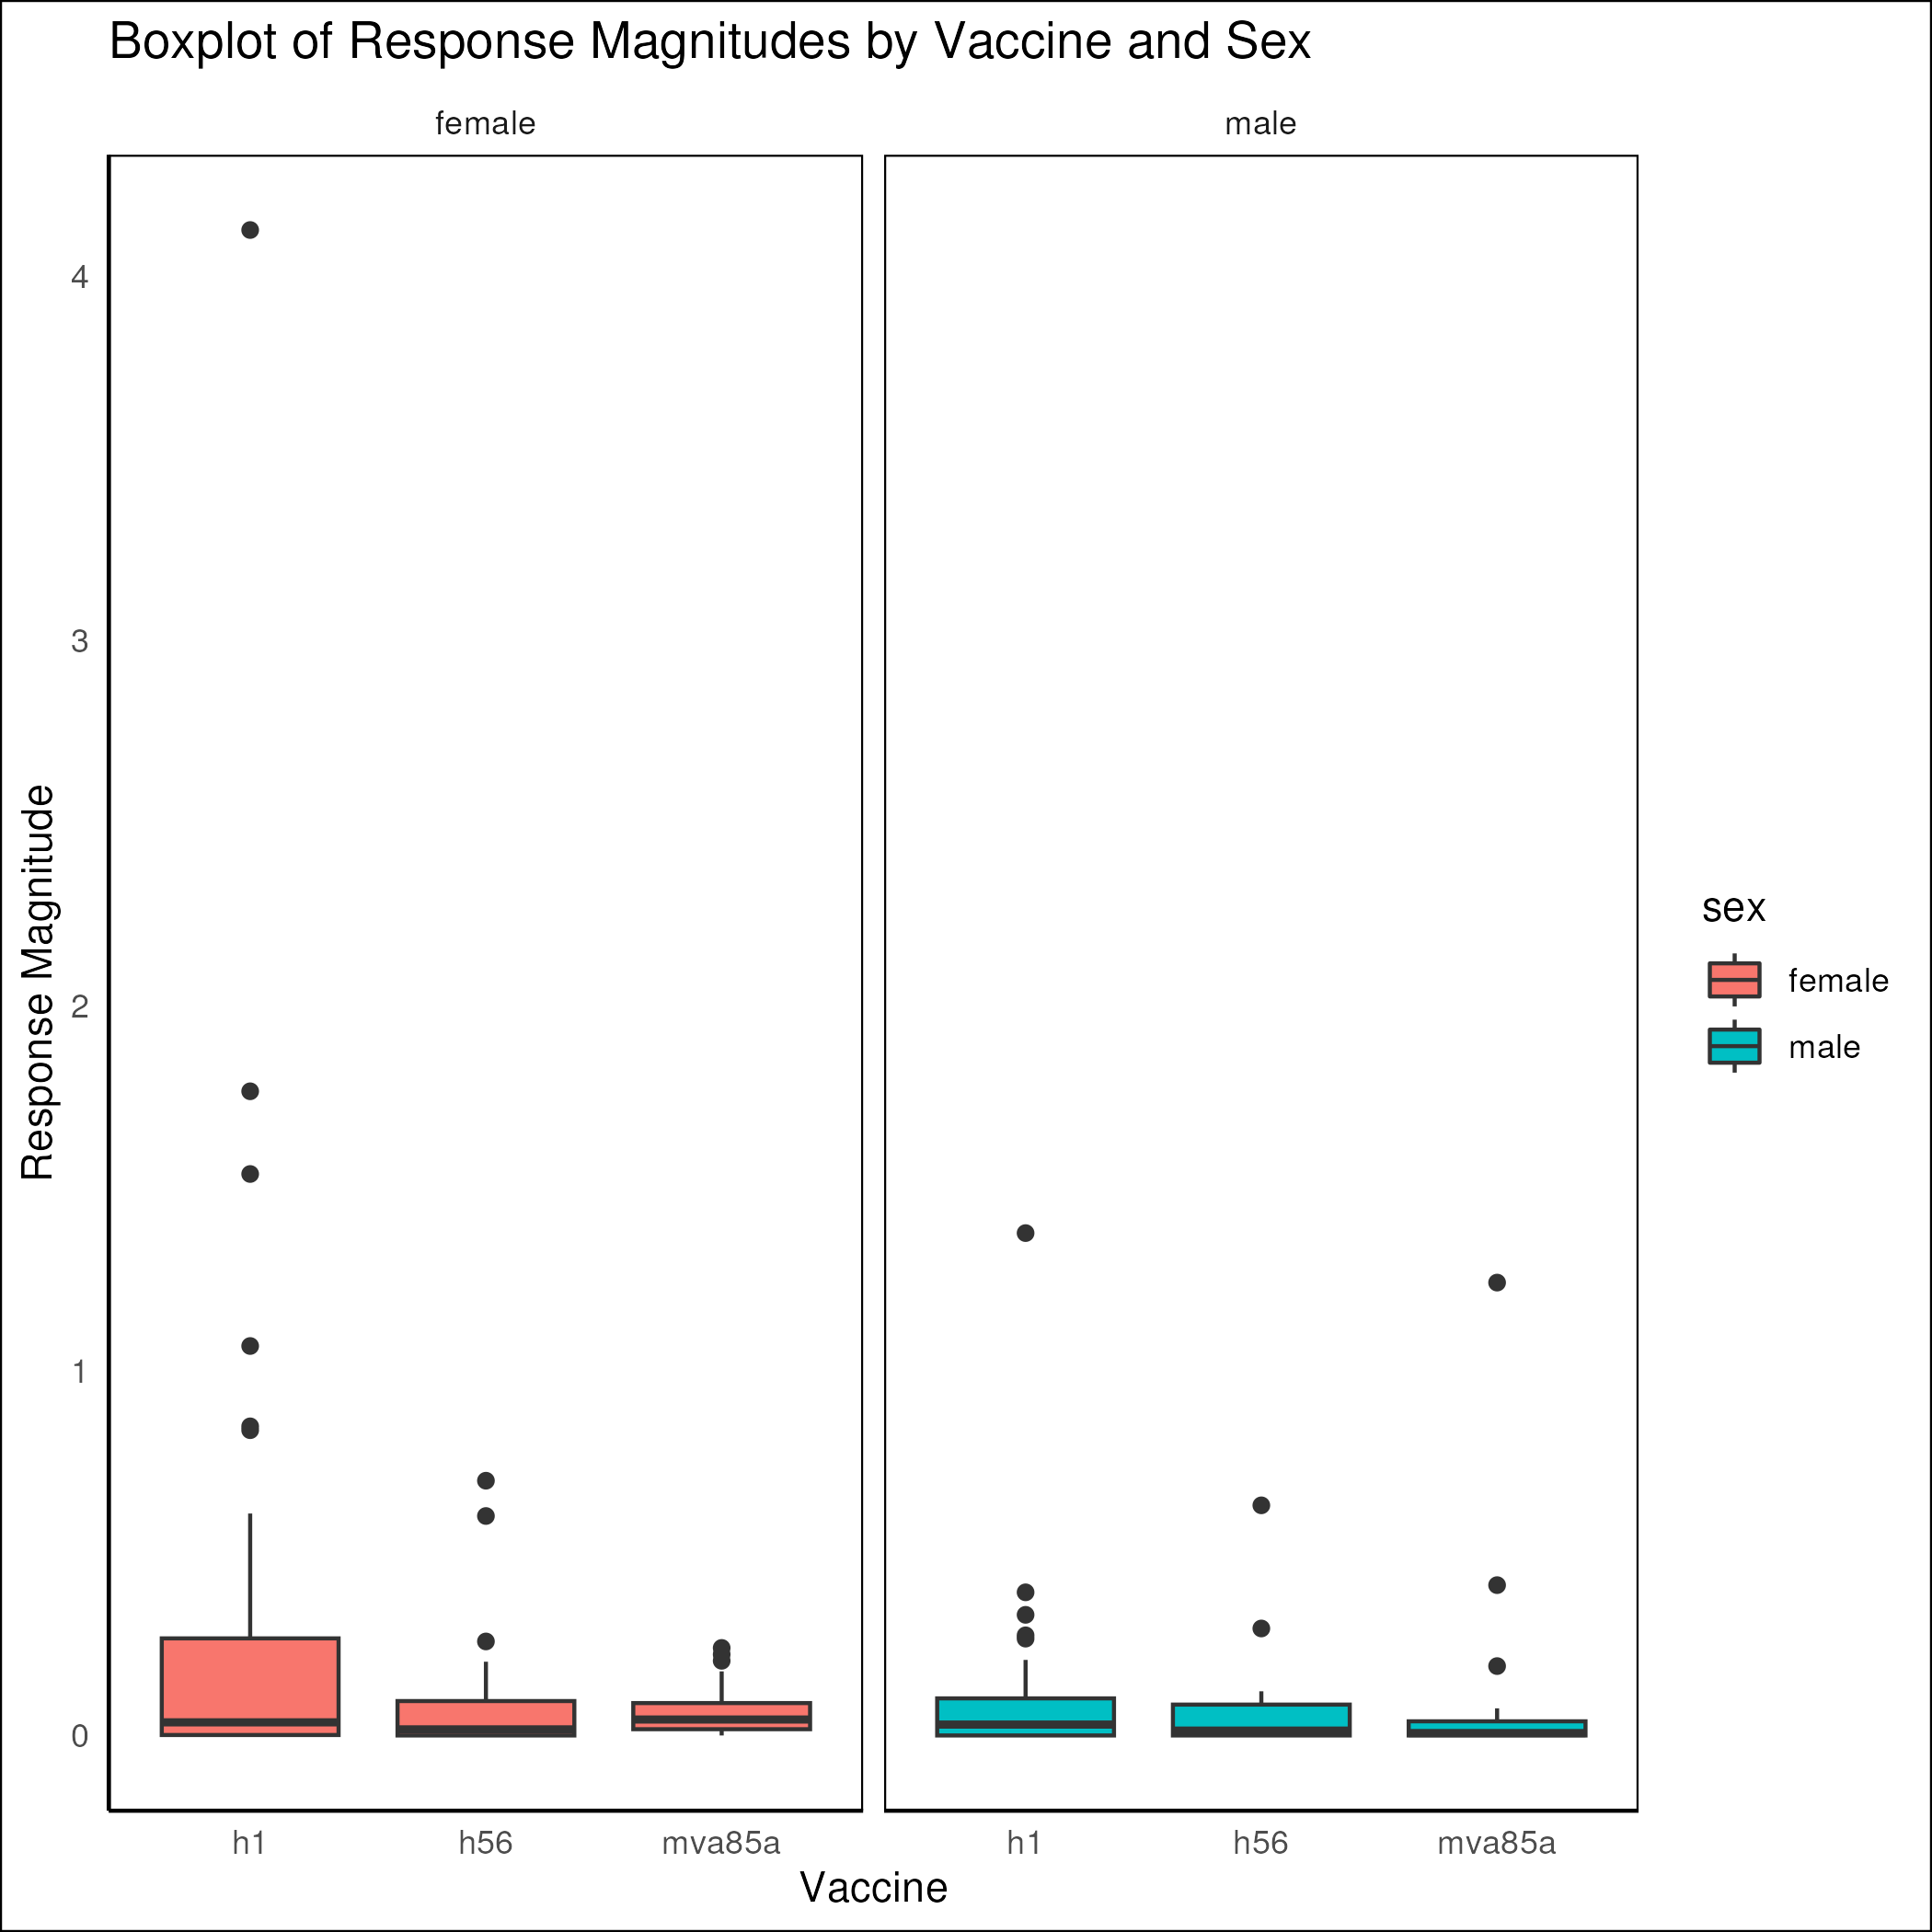 Boxplot of Response Magnitudes by Vaccine and Sex
female
male
Response Magnitude
4
3
2
1
0
h1
h56
mva85a
h1
h56
mva85a
Vaccine
sex
female
male